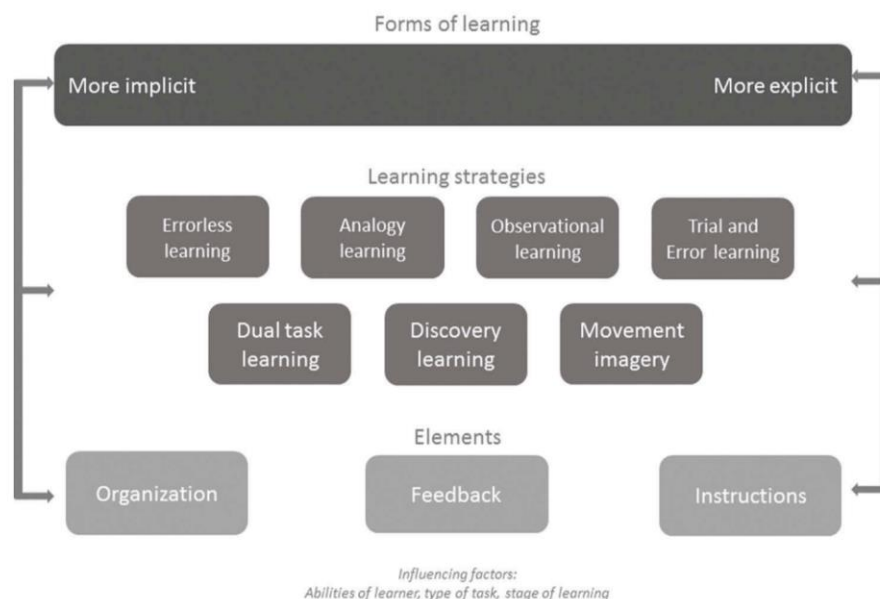 Forms of learning
More implicit
More explicit
Learning strategies
Errorless
learning
Analogy
learning
Observational
learning
Trial and
Error learning
Dual task
learning
Discovery
learning
Movement
imagery
Elements
Organization
Feedback
Instructions
Influencing factors:
Abilities of learner, type of task, stage of learning